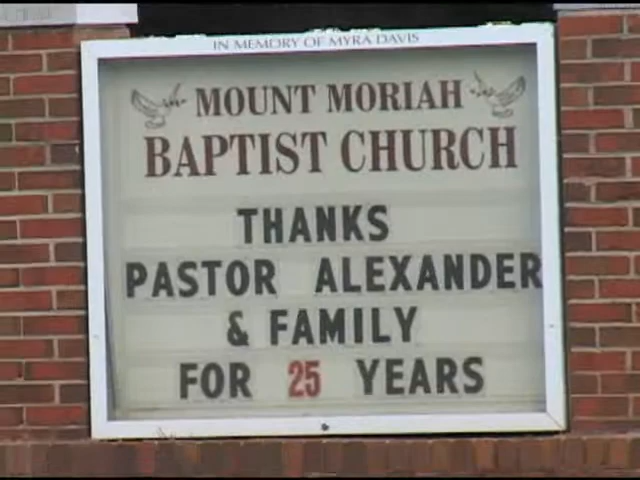 IN MEMORY OF MYRA DAVIS
MOUNT MORIAH
BAPTIST CHURCH
THANKS
PASTOR ALEXANDER
& FAMILY
FOR 25 YEARS